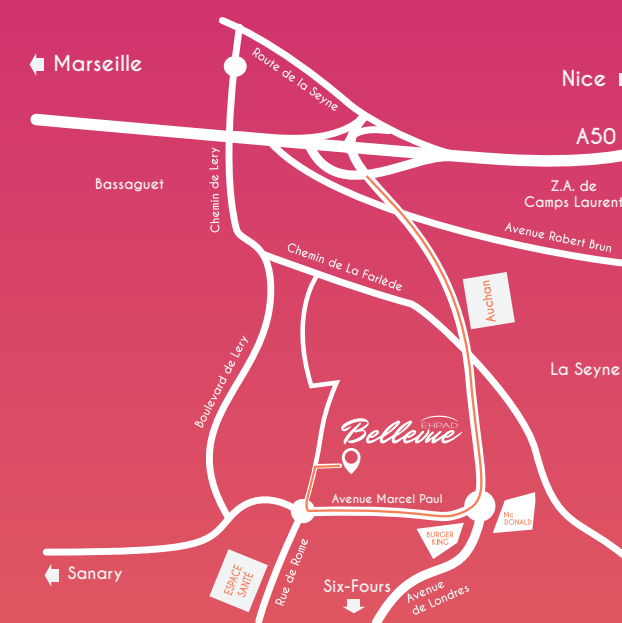 Marseille
Route de la Seyne
Nice
A50
Bassaguet
Chemin de Lery
Z.A. de
Camps Laurent
Avenue Robert Brun
Chemin de La Farlède
Auchan
Boulevard de Lery
La Seyne
EHPAD
Bellevue
Avenue Marcel Paul
Mc
DONALD
BURGER
KING
Rue de Rome
ESPACE
SANTÉ
Sanary
Six-Fours
Avenue
de Londres